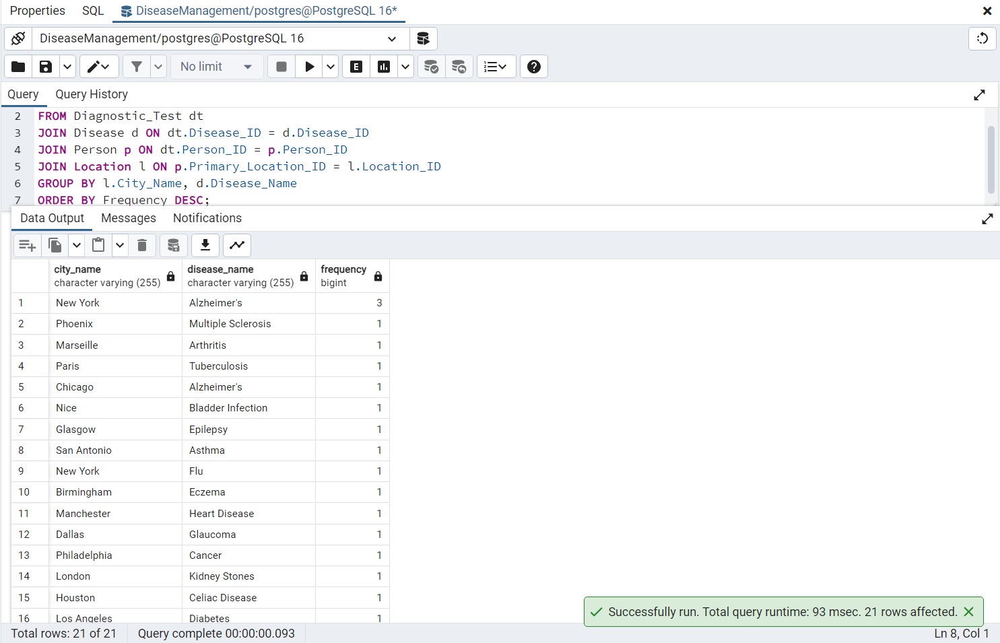 Properties SQL DiseaseManagement/postgres@PostgreSQL 16*
DiseaseManagement/postgres@PostgreSQL 16
No limit E
Query Query History
2 FROM Diagnostic_Test dt
3 JOIN Disease d ON dt.Disease_ID = d.Disease_ID
4 JOIN Person p ON dt.Person_ID = p.Person_ID
5 JOIN Location l ON p.Primary_Location_ID = l.Location_ID
6 GROUP BY l.City_Name, d.Disease_Name
7 ORDER BY Frequency DESC;
Data Output Messages Notifications
city_name disease_name frequency
character varying (255) character varying (255) bigint
1 New York Alzheimer's 3
2 Phoenix Multiple Sclerosis 1
3 Marseille Arthritis 1
4 Paris Tuberculosis 1
5 Chicago Alzheimer's 1
6 Nice Bladder Infection 1
7 Glasgow Epilepsy 1
8 San Antonio Asthma 1
9 New York Flu 1
10 Birmingham Eczema 1
11 Manchester Heart Disease 1
12 Dallas Glaucoma 1
13 Philadelphia Cancer 1
14 London Kidney Stones 1
15 Houston Celiac Disease 1
16 Los Angeles Diabetes 1
Successfully run. Total query runtime: 93 msec. 21 rows affected.
Total rows: 21 of 21 Query complete 00:00:00.093 Ln 8, Col 1